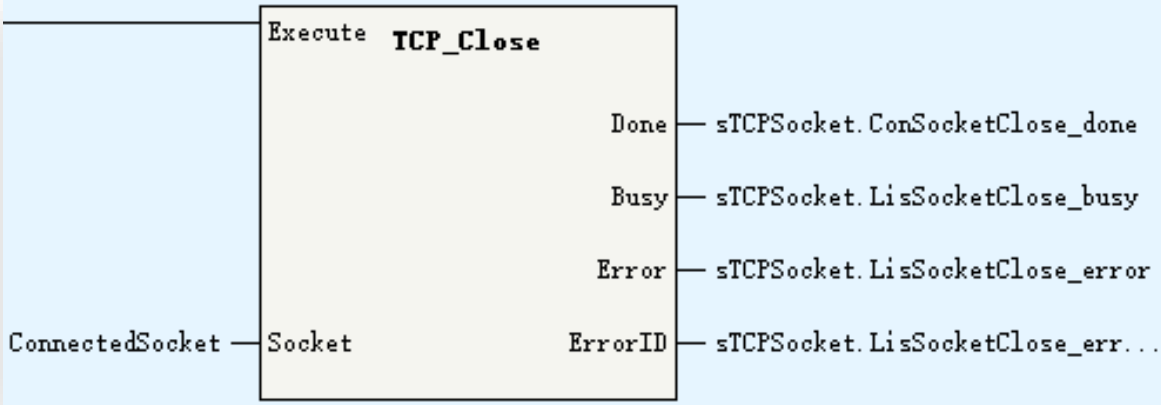 Execute TCP_Close
Done sTCPSocket.ConSocketClose_done
Busy sTCPSocket.LisSocketClose_busy
Error sTCPSocket.LisSocketClose_error
ConnectedSocket Socket ErrorID sTCPSocket.LisSocketClose_err...